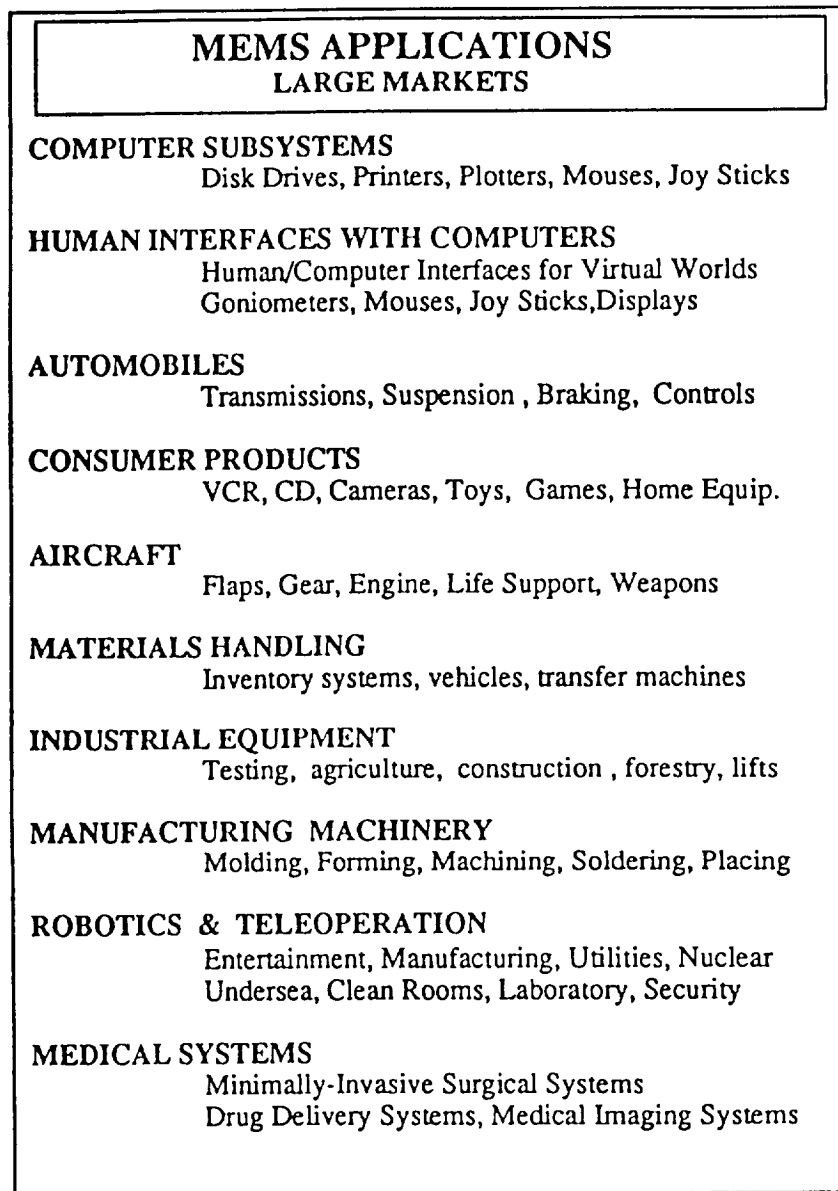 MEMS APPLICATIONS
LARGE MARKETS
COMPUTER SUBSYSTEMS
Disk Drives, Printers, Plotters, Mouses, Joy Sticks
HUMAN INTERFACES WITH COMPUTERS
Human/Computer Interfaces for Virtual Worlds
Goniometers, Mouses, Joy Sticks,Displays
AUTOMOBILES
Transmissions, Suspension , Braking, Controls
CONSUMER PRODUCTS
VCR, CD, Cameras, Toys, Games, Home Equip.
AIRCRAFT
Flaps, Gear, Engine, Life Support, Weapons
MATERIALS HANDLING
Inventory systems, vehicles, transfer machines
INDUSTRIAL EQUIPMENT
Testing, agriculture, construction , forestry, lifts
MANUFACTURING MACHINERY
Molding, Forming, Machining, Soldering, Placing
ROBOTICS & TELEOPERATION
Entertainment, Manufacturing, Utilities, Nuclear
Undersea, Clean Rooms, Laboratory, Security
MEDICAL SYSTEMS
Minimally-Invasive Surgical Systems
Drug Delivery Systems, Medical Imaging Systems